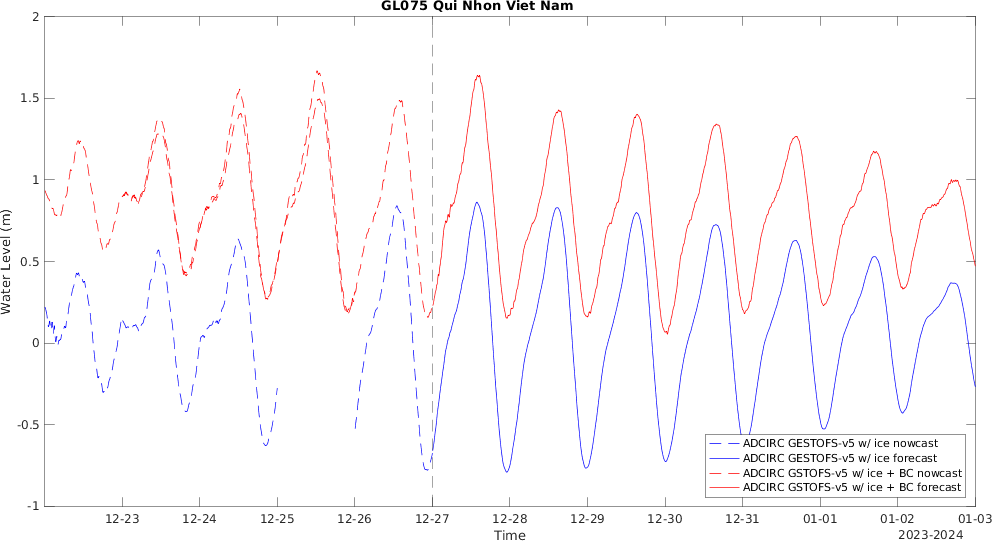 GL075 Qui Nhon Viet Nam
2
1.5
1
0.5
0
-0.5
-1
Water Level (m)
12-23 12-24 12-25 12-26 12-27 12-28 12-29 12-30 12-31 01-01 01-02 01-03
Time
2023-2024
ADCIRC GESTOFS-v5 w/ ice nowcast
ADCIRC GESTOFS-v5 w/ ice forecast
ADCIRC GSTOFS-v5 w/ ice + BC nowcast
ADCIRC GSTOFS-v5 w/ ice + BC forecast